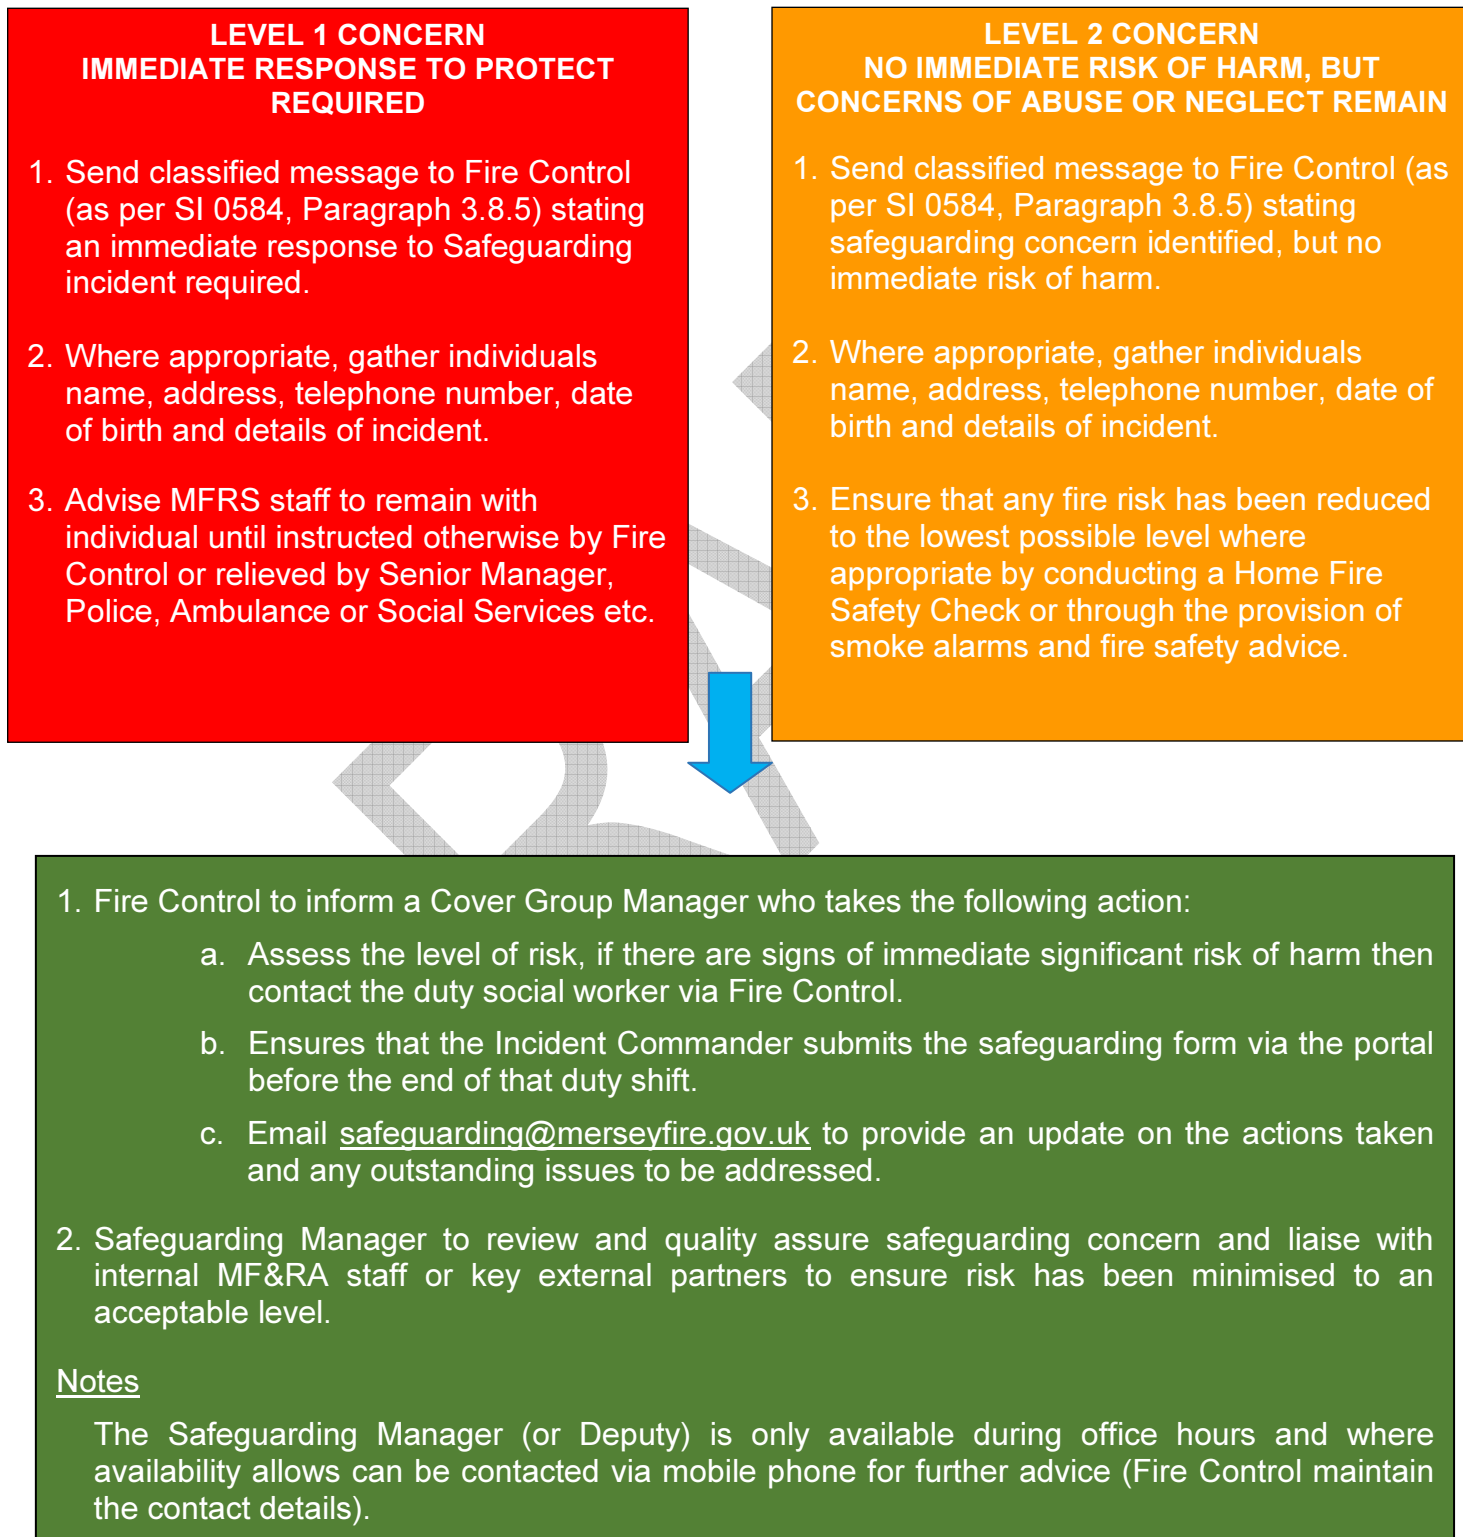 LEVEL 1 CONCERN
IMMEDIATE RESPONSE TO PROTECT
REQUIRED
1. Send classified message to Fire Control
(as per SI 0584, Paragraph 3.8.5) stating
an immediate response to Safeguarding
incident required.
2. Where appropriate, gather individuals
name, address, telephone number, date
of birth and details of incident.
3. Advise MFRS staff to remain with
individual until instructed otherwise by Fire
Control or relieved by Senior Manager,
Police, Ambulance or Social Services etc.
LEVEL 2 CONCERN
NO IMMEDIATE RISK OF HARM, BUT
CONCERNS OF ABUSE OR NEGLECT REMAIN
1. Send classified message to Fire Control (as
per SI 0584, Paragraph 3.8.5) stating
safeguarding concern identified, but no
immediate risk of harm.
2. Where appropriate, gather individuals
name, address, telephone number, date of
birth and details of incident.
3. Ensure that any fire risk has been reduced
to the lowest possible level where
appropriate by conducting a Home Fire
Safety Check or through the provision of
smoke alarms and fire safety advice.
1. Fire Control to inform a Cover Group Manager who takes the following action:
a. Assess the level of risk, if there are signs of immediate significant risk of harm then
contact the duty social worker via Fire Control.
b. Ensures that the Incident Commander submits the safeguarding form via the portal
before the end of that duty shift.
c. Email safeguarding@merseyfire.gov.uk to provide an update on the actions taken
and any outstanding issues to be addressed.
2. Safeguarding Manager to review and quality assure safeguarding concern and liaise with
internal MF&RA staff or key external partners to ensure risk has been minimised to an
acceptable level.
Notes
The Safeguarding Manager (or Deputy) is only available during office hours and where
availability allows can be contacted via mobile phone for further advice (Fire Control maintain
the contact details).